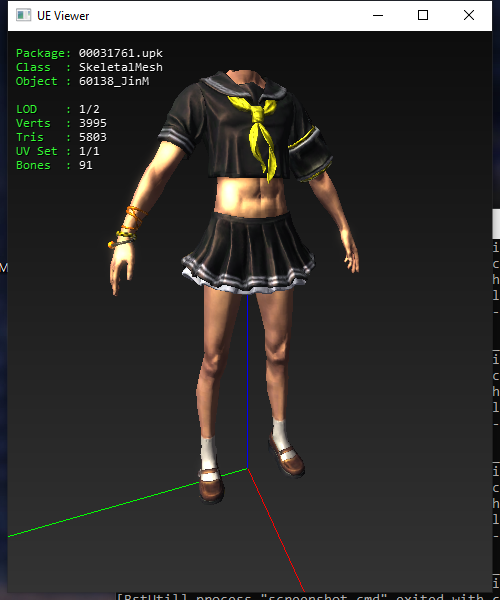 UE Viewer
Package: 00031761.upk
Class  : SkeletalMesh
Object : 60138_JinM
LOD    : 1/2
Verts  : 3995
Tris   : 5803
UV Set : 1/1
Bones  : 91
M
i
c
h
l
-
i
c
h
l
-
i
c
h
l
-
i
[BstUtil] process "screenshot.cmd" exited with c